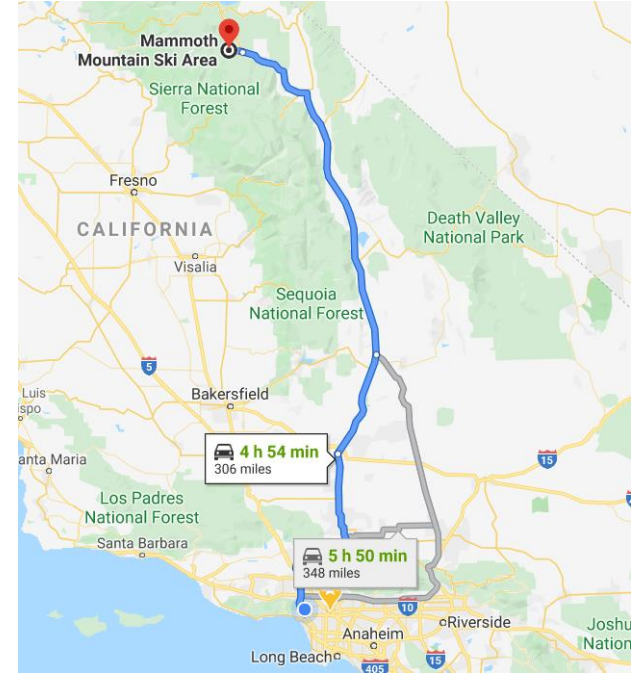 Mammoth
Mountain Ski Area
Sierra National
Forest
Fresno
CALIFORNIA
Visalia
Death Valley
National Park
Sequoia
National Forest
5
Luis
ispo
Bakersfield
4 h 54 min
306 miles
15
anta Maria
Los Padres
National Forest
Santa Barbara
5 h 50 min
348 miles
10
Riverside
Anaheim
Joshu
Nation
Long Beach
405
15